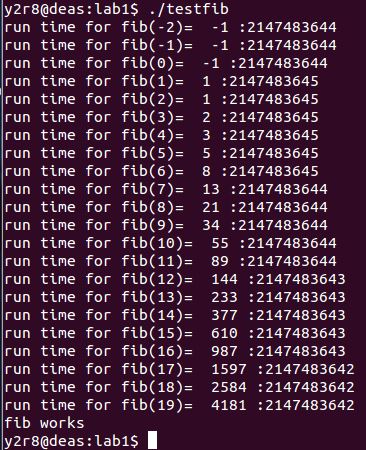 y2r8@deas:lab1$ ./testfib
run time for fib(-2)=  -1 :2147483644
run time for fib(-1)=  -1 :2147483644
run time for fib(0)=  -1 :2147483644
run time for fib(1)=  1 :2147483645
run time for fib(2)=  1 :2147483645
run time for fib(3)=  2 :2147483645
run time for fib(4)=  3 :2147483645
run time for fib(5)=  5 :2147483645
run time for fib(6)=  8 :2147483645
run time for fib(7)=  13 :2147483644
run time for fib(8)=  21 :2147483644
run time for fib(9)=  34 :2147483644
run time for fib(10)=  55 :2147483644
run time for fib(11)=  89 :2147483644
run time for fib(12)=  144 :2147483643
run time for fib(13)=  233 :2147483643
run time for fib(14)=  377 :2147483643
run time for fib(15)=  610 :2147483643
run time for fib(16)=  987 :2147483643
run time for fib(17)=  1597 :2147483642
run time for fib(18)=  2584 :2147483642
run time for fib(19)=  4181 :2147483642
fib works
y2r8@deas:lab1$